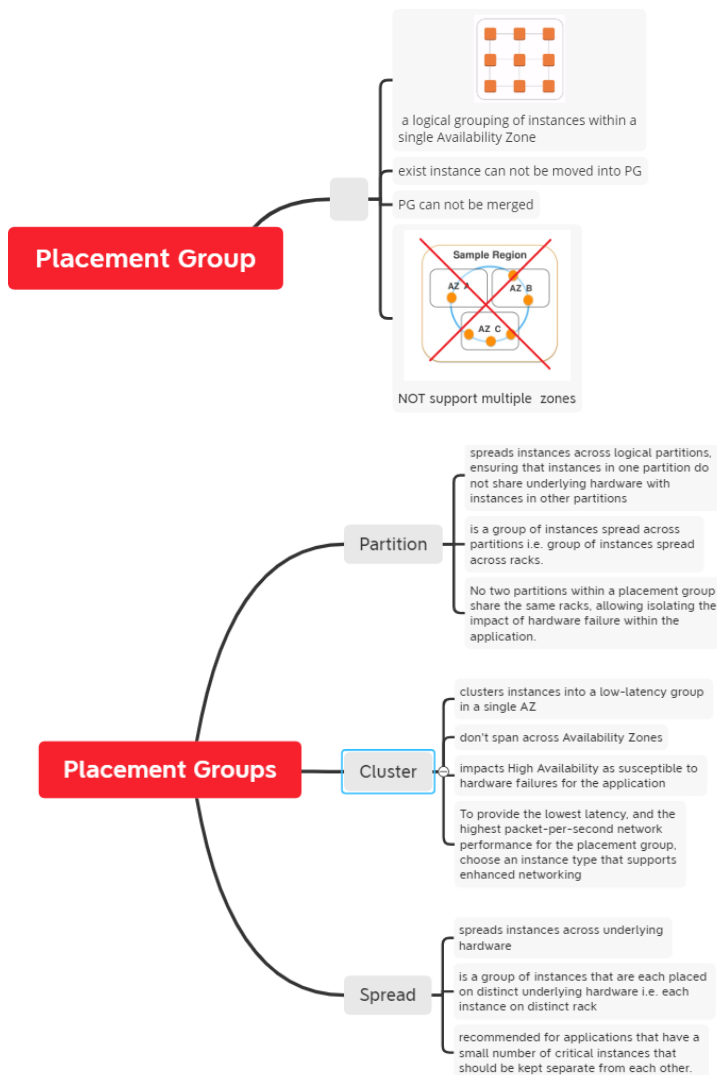 a logical grouping of instances within a
single Availability Zone
exist instance can not be moved into PG
PG can not be merged
Placement Group
Sample Region
AZ A
AZ B
AZ C
NOT support multiple zones
spreads instances across logical partitions,
ensuring that instances in one partition do
not share underlying hardware with
instances in other partitions
Partition
is a group of instances spread across
partitions i.e. group of instances spread
across racks.
No two partitions within a placement group
share the same racks, allowing isolating the
impact of hardware failure within the
application.
clusters instances into a low-latency group
in a single AZ
don't span across Availability Zones
Placement Groups
Cluster
impacts High Availability as susceptible to
hardware failures for the application
To provide the lowest latency, and the
highest packet-per-second network
performance for the placement group,
choose an instance type that supports
enhanced networking
spreads instances across underlying
hardware
Spread
is a group of instances that are each placed
on distinct underlying hardware i.e. each
instance on distinct rack
recommended for applications that have a
small number of critical instances that
should be kept separate from each other.